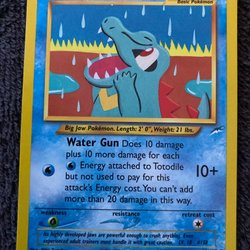 Basic Pokémon
Big Jaw Pokémon. Length: 2' 0", Weight: 21 lbs.
Water Gun Does 10 damage
plus 10 more damage for each
Energy attached to Totodile
but not used to pay for this
attack's Energy cost. You can't add
more than 20 damage in this way.
10+
weakness resistance retreat cost
Its highly developed jaws are powerful enough to crush anything. Even
experienced adult trainers must handle it with great caution.